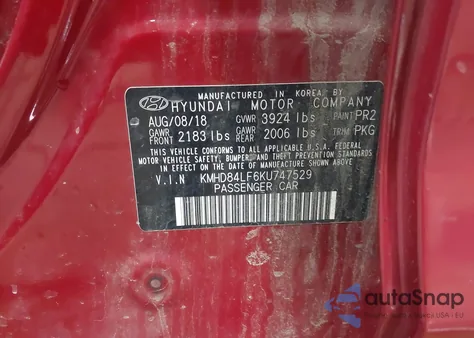 MANUFACTURED IN KOREA.
HYUNDAI MOTOR COMPANY
AUG/08/18 GVWR 3924 lbs PAINT PR2
GAWR FRONT 2183 lbs GAWR REAR 2006 lbs TRIM PKG
THIS VEHICLE CONFORMS TO ALL APPLICABLE U.S.A FEDERAL
MOTOR VEHICLE SAFETY, BUMPER, AND THEFT PREVENTION
STANDARDS IN EFFECT ON THE DATE OF MANUFACTURE SHOWN ABOVE.
V.I.N KMHD84LF6KU747529
PASSENGER CAR
autoSnap